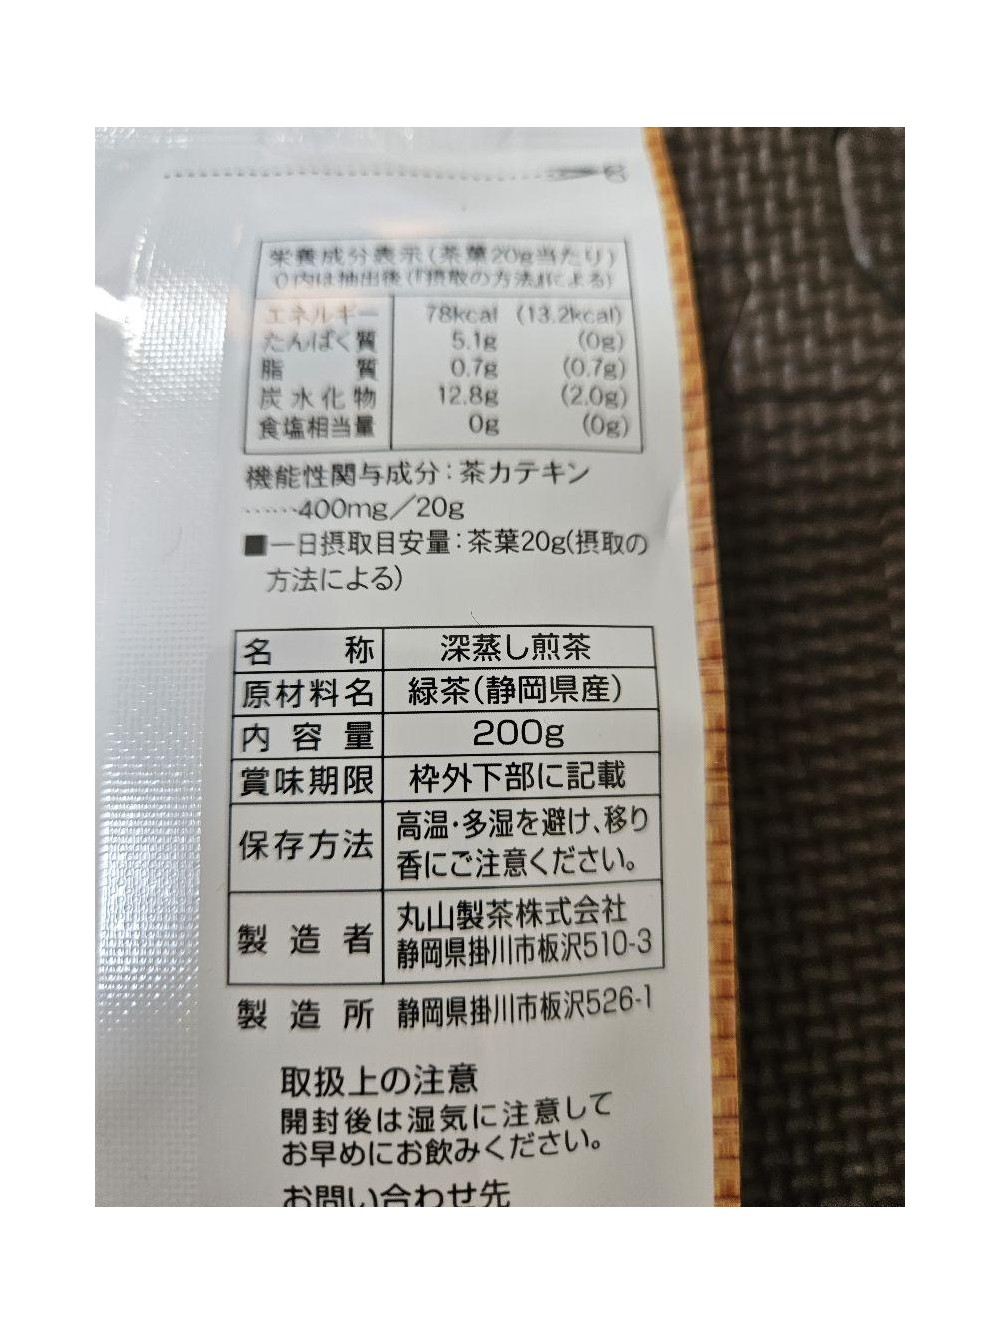 栄養成分表示(茶葉20g当たり)
()内は抽出後(『摂取の方法』による)
エネルギー 78kcal (13.2kcal)
たんぱく質 5.1g (0g)
脂質 0.7g (0.7g)
炭水化物 12.8g (2.0g)
食塩相当量 0g (0g)
機能性関与成分:茶カテキン
……400mg/20g
■一日摂取目安量:茶葉20g(摂取の
方法による)
名称 深蒸し煎茶
原材料名 緑茶(静岡県産)
内容量 200g
賞味期限 枠外下部に記載
保存方法 高温・多湿を避け、移り
香にご注意ください。
製造者 丸山製茶株式会社
静岡県掛川市板沢510-3
製造所 静岡県掛川市板沢526-1
取扱上の注意
開封後は湿気に注意して
お早めにお飲みください。
お問い合わせ先